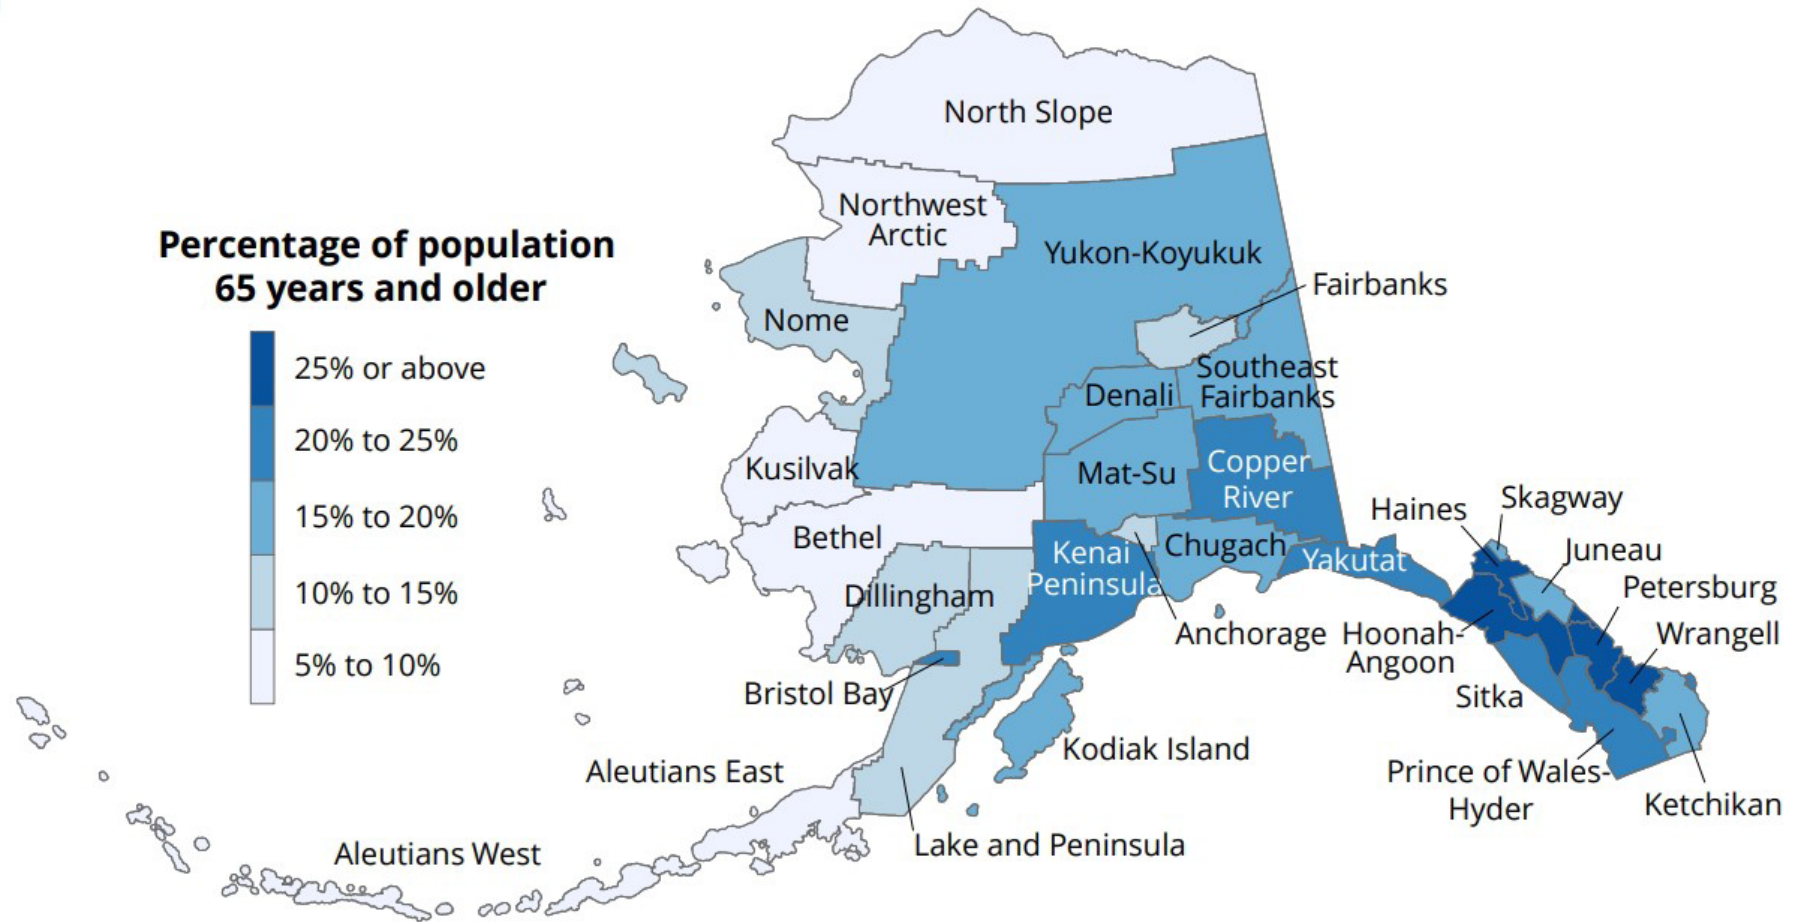 Percentage of population
65 years and older
25% or above
20% to 25%
15% to 20%
10% to 15%
5% to 10%
North Slope
Northwest
Arctic
Yukon-Koyukuk
Fairbanks
Nome
Southeast
Fairbanks
Denali
Kusilvak
Mat-Su
Copper
River
Bethel
Kenai
Peninsula
Chugach
Yakutat
Haines
Skagway
Juneau
Petersburg
Dillingham
Anchorage
Hoonah-
Angoon
Wrangell
Bristol Bay
Sitka
Kodiak Island
Aleutians East
Prince of Wales-
Hyder
Ketchikan
Lake and Peninsula
Aleutians West